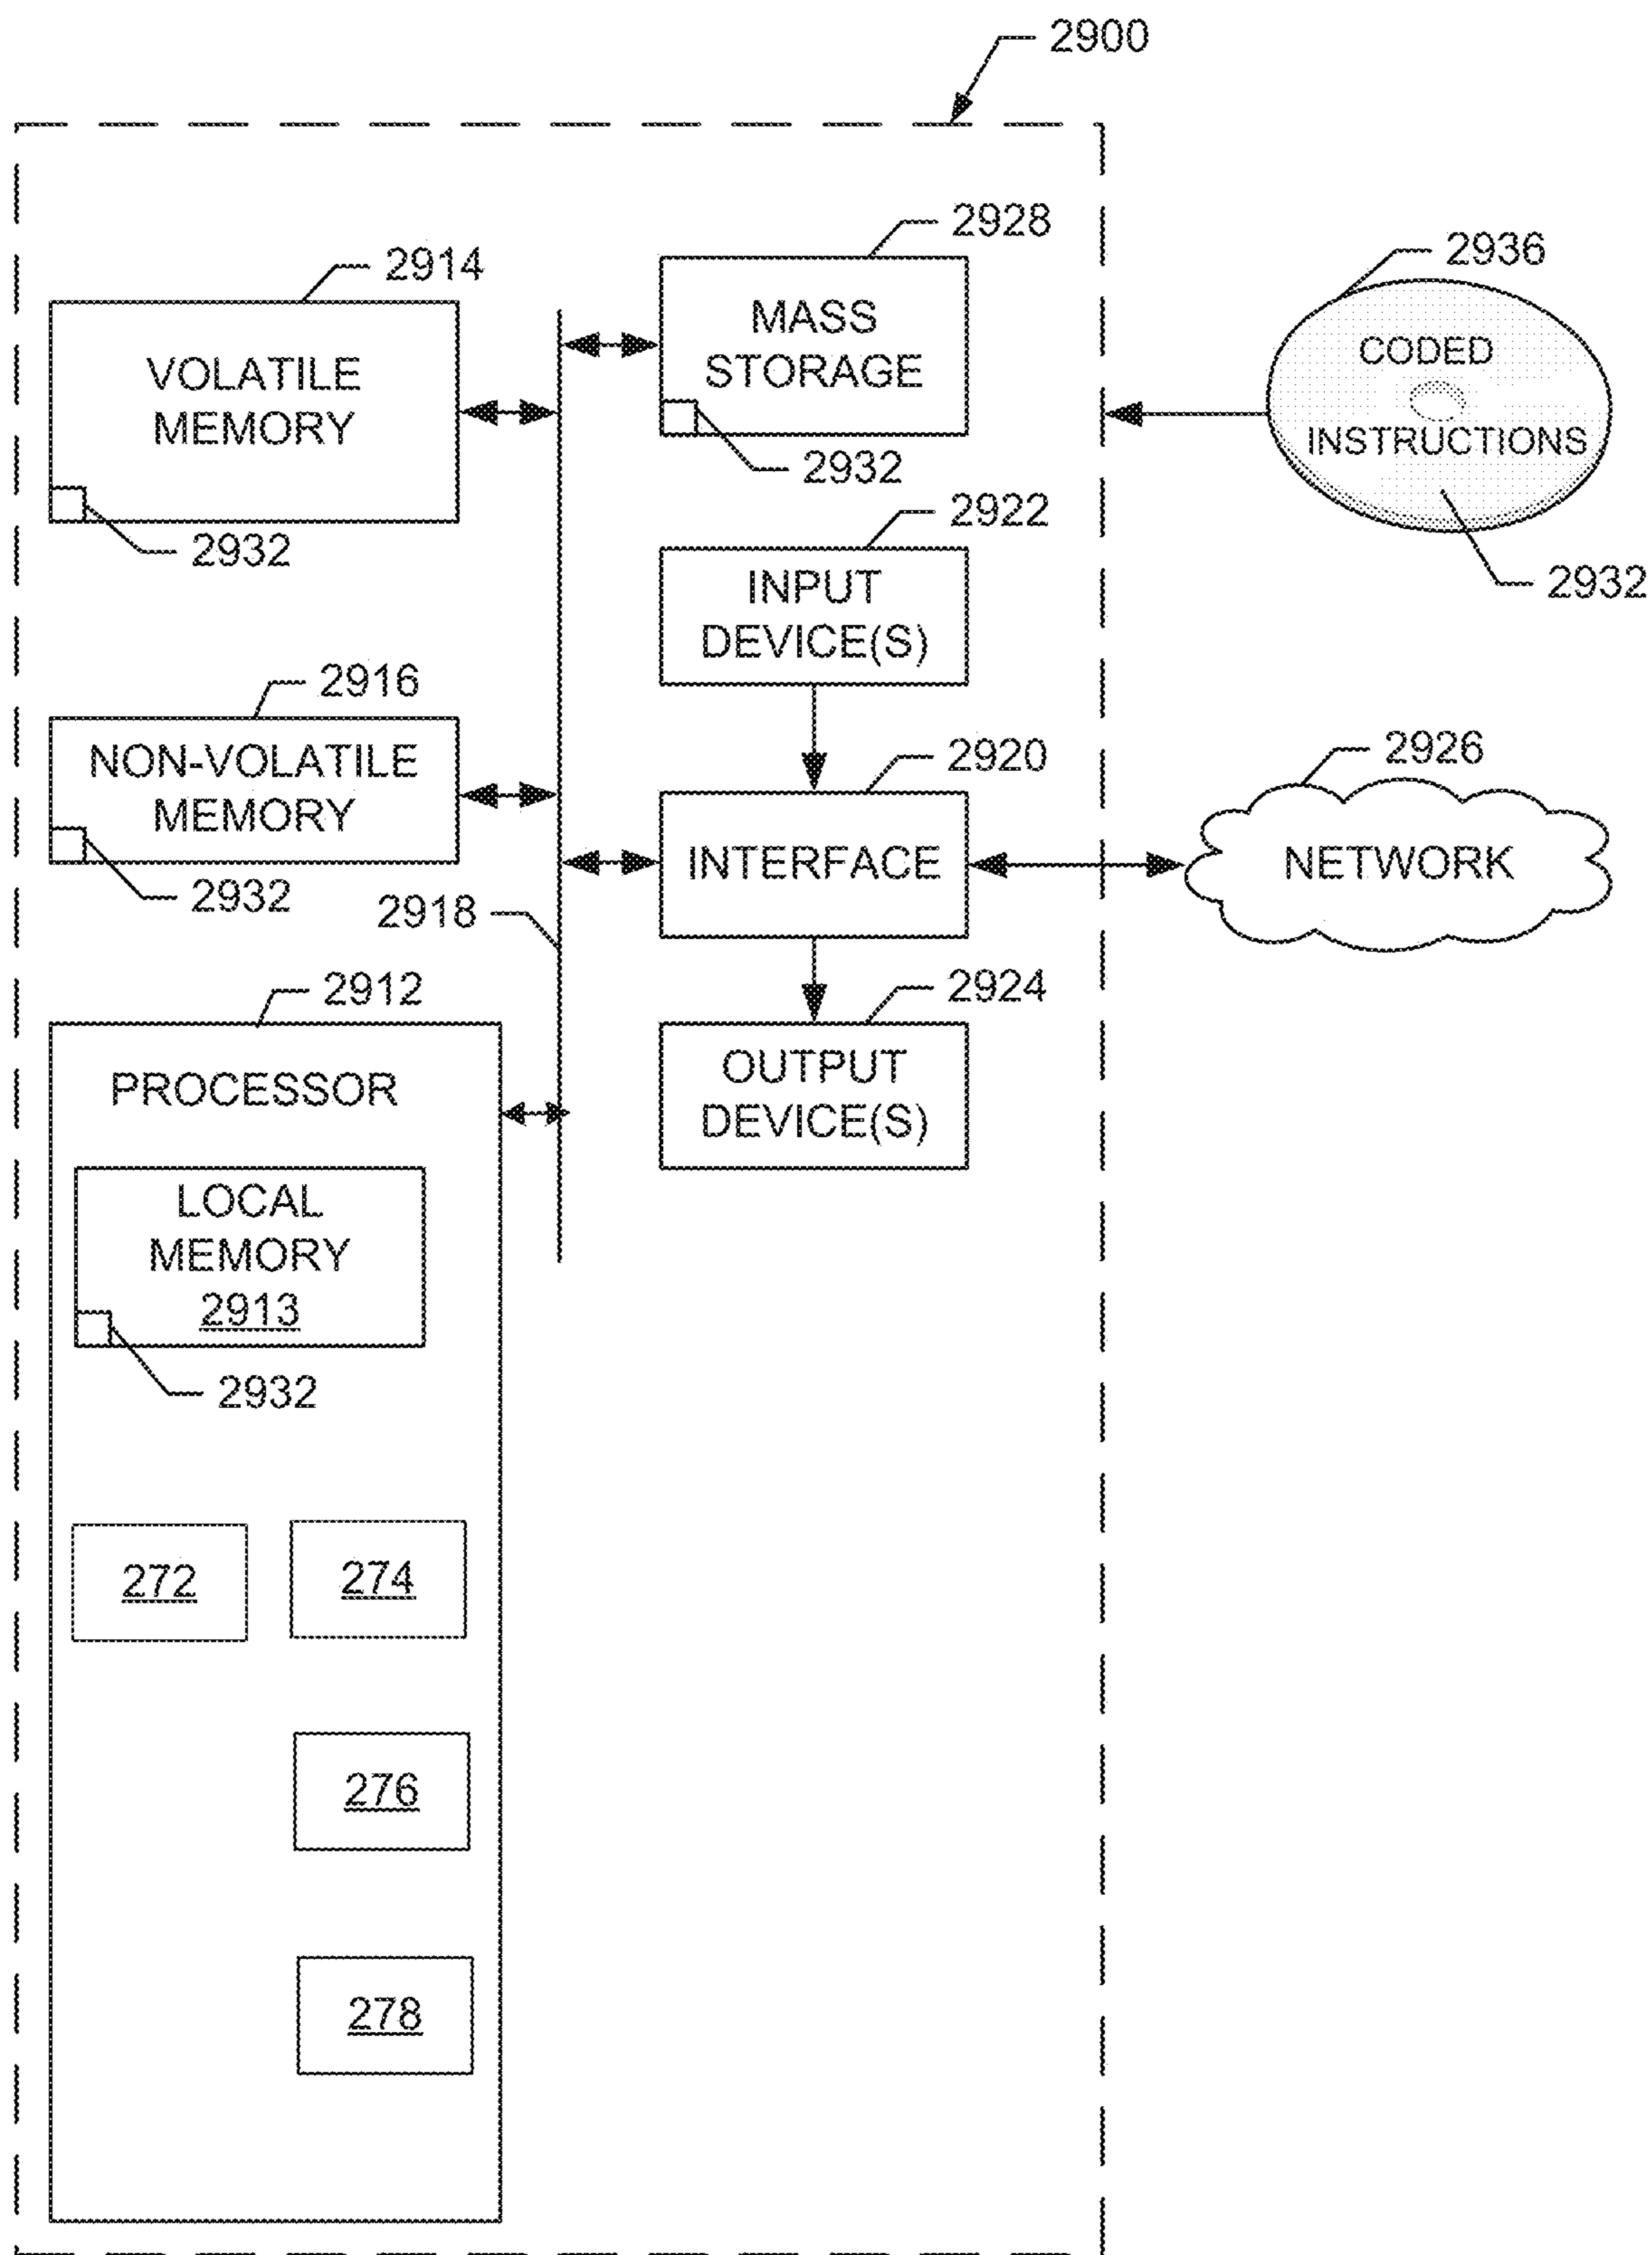 2900
2914
VOLATILE
MEMORY
2932
2928
MASS
STORAGE
2932
2936
CODED
INSTRUCTIONS
2932
2922
INPUT
DEVICE(S)
2916
NON-VOLATILE
MEMORY
2932
2918
2920
INTERFACE
2926
NETWORK
2924
OUTPUT
DEVICE(S)
2912
PROCESSOR
LOCAL
MEMORY
2913
2932
272
274
276
278